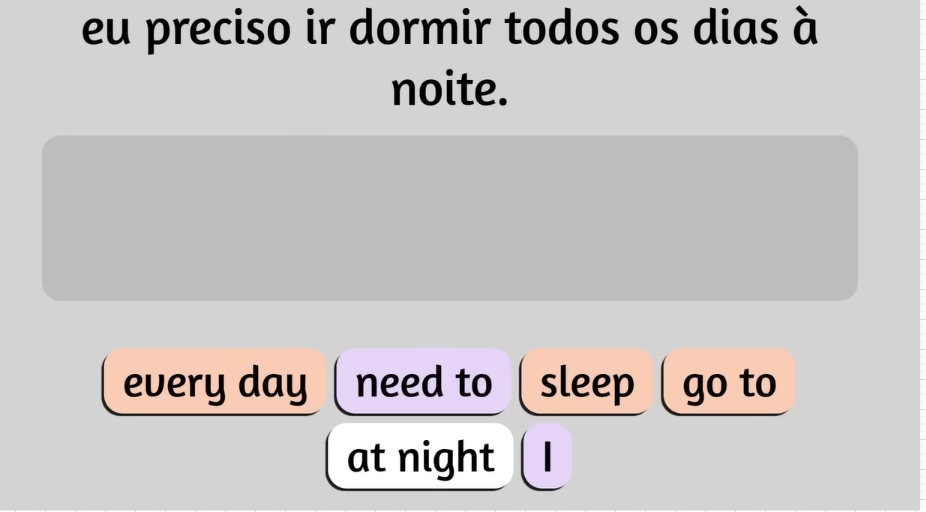 eu preciso ir dormir todos os dias à
noite.
every day need to sleep go to
at night I